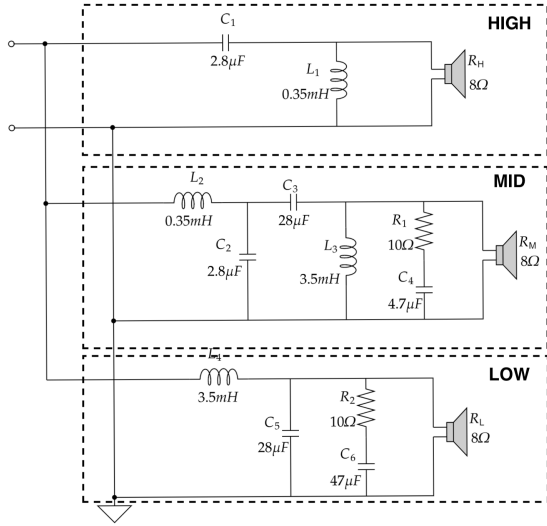 HIGH
C1
2.8μF
L1
0.35mH
RH
8Ω
MID
L2
0.35mH
C3
28μF
C2
2.8μF
L3
3.5mH
R1
10Ω
C4
4.7μF
RM
8Ω
LOW
L4
3.5mH
C5
28μF
R2
10Ω
C6
47μF
RL
8Ω